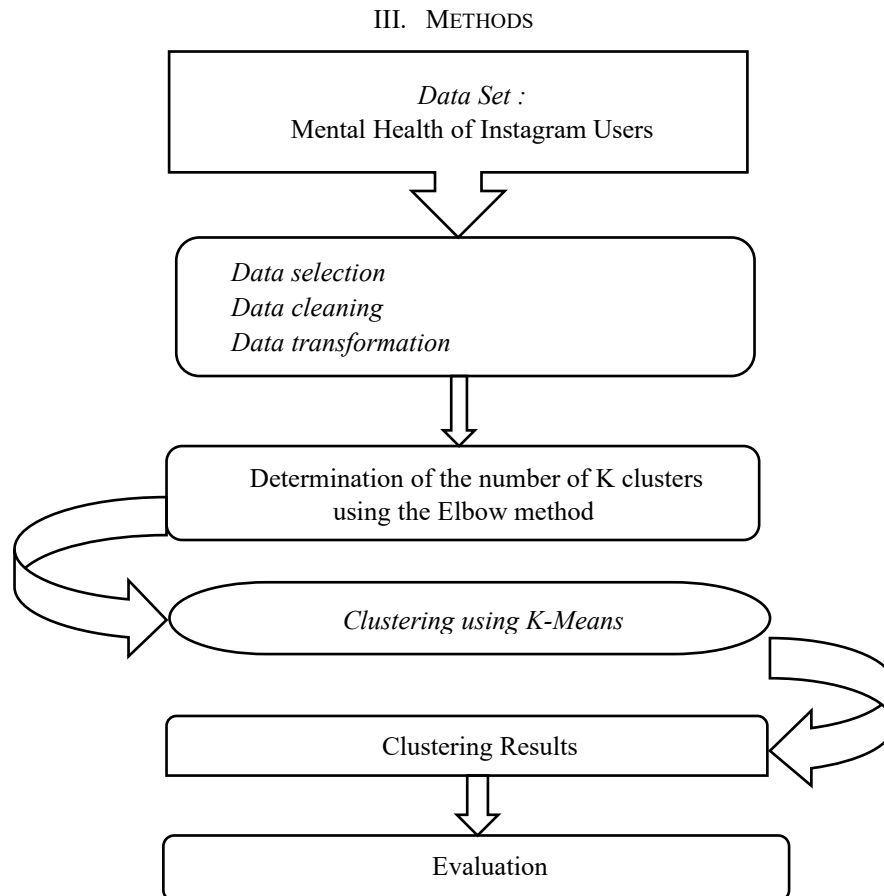 III. METHODS
Data Set :
Mental Health of Instagram Users
Data selection
Data cleaning
Data transformation
Determination of the number of K clusters
using the Elbow method
Clustering using K-Means
Clustering Results
Evaluation